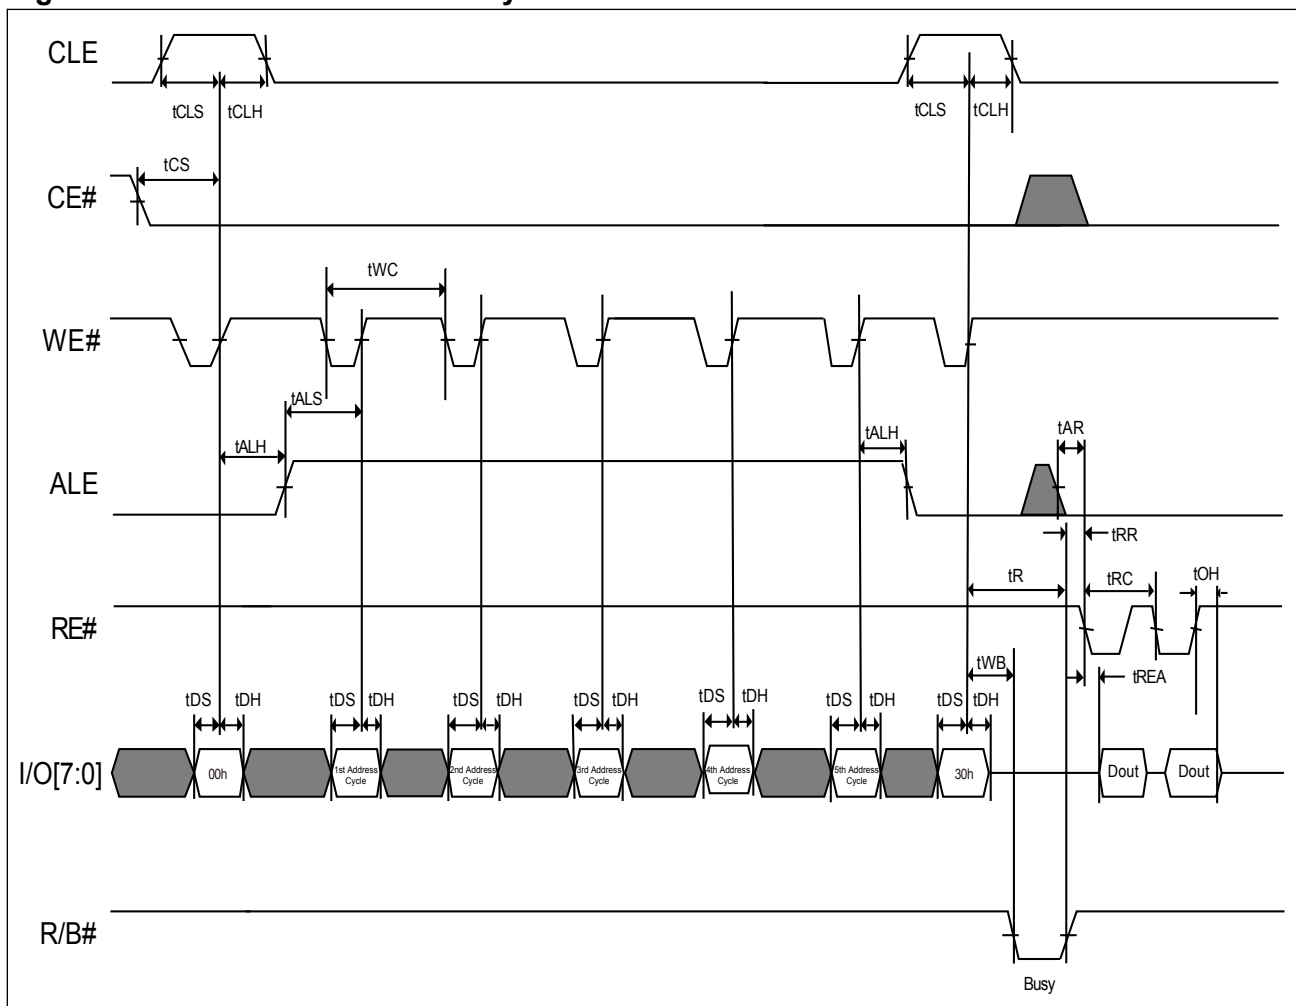 CLE
tCLS tCLH tCLS tCLH
tCS
CE#
tWC
WE#
tALS
tALH tALH tAR
ALE
tRR
tR tRC tOH
RE#
tWB tREA
tDS tDH tDS tDH tDS tDH tDS tDH tDS tDH tDS tDH tDS tDH
I/O[7:0] 00h 1st Address Cycle 2nd Address Cycle 3rd Address Cycle 4th Address Cycle 5th Address Cycle 30h Dout Dout
R/B#
Busy